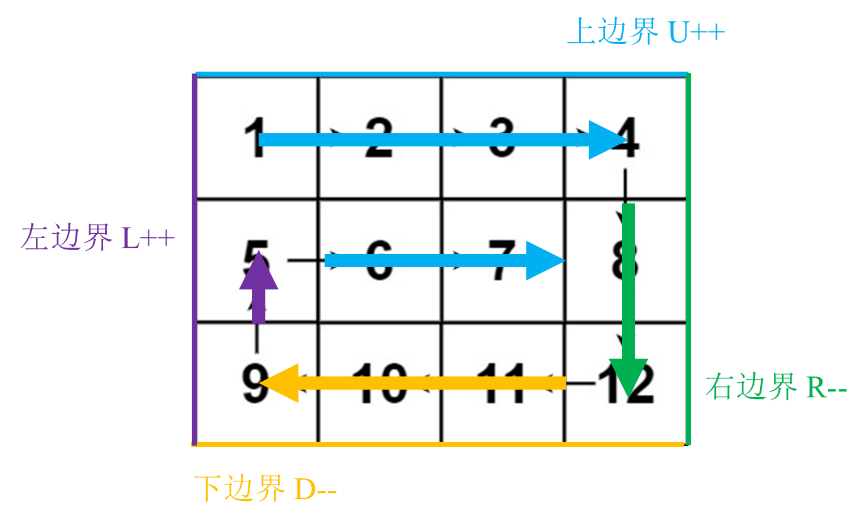 上边界 U++
1 2 3 4
左边界 L++
5 6 7 8
9 10 11 12
右边界 R--
下边界 D--